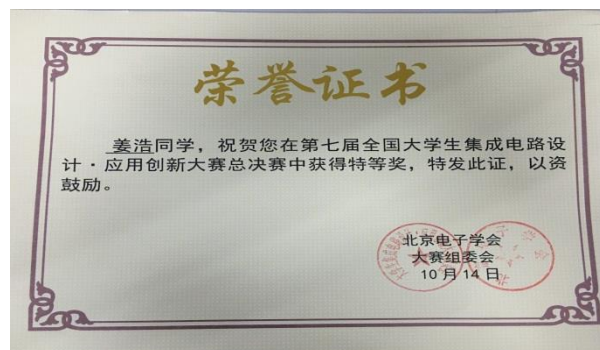 荣誉证书
姜浩同学，祝贺您在第七届全国大学生集成电路设
计·应用创新大赛总决赛中获得特等奖，特发此证，以资
鼓励。
北京电子学会
大赛组委会
10月14日